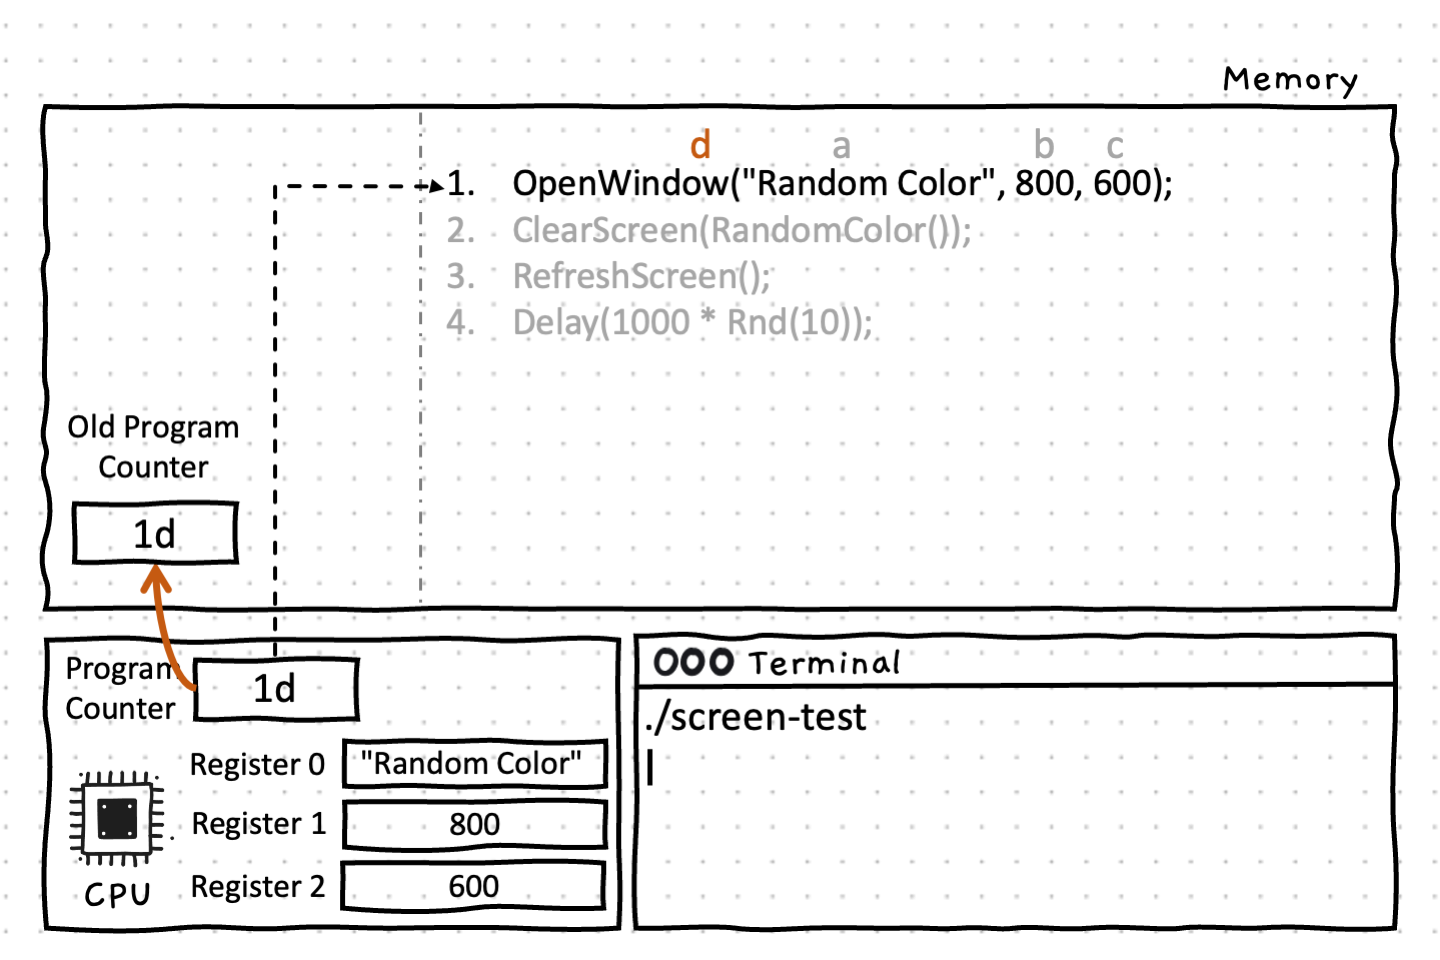 Memory
d a b c
1. OpenWindow("Random Color", 800, 600);
2. ClearScreen(RandomColor());
3. RefreshScreen();
4. Delay(1000 * Rnd(10));
Old Program
Counter
1d
Program
Counter
1d
Register 0 "Random Color"
Register 1 800
Register 2 600
CPU
Terminal
./screen-test